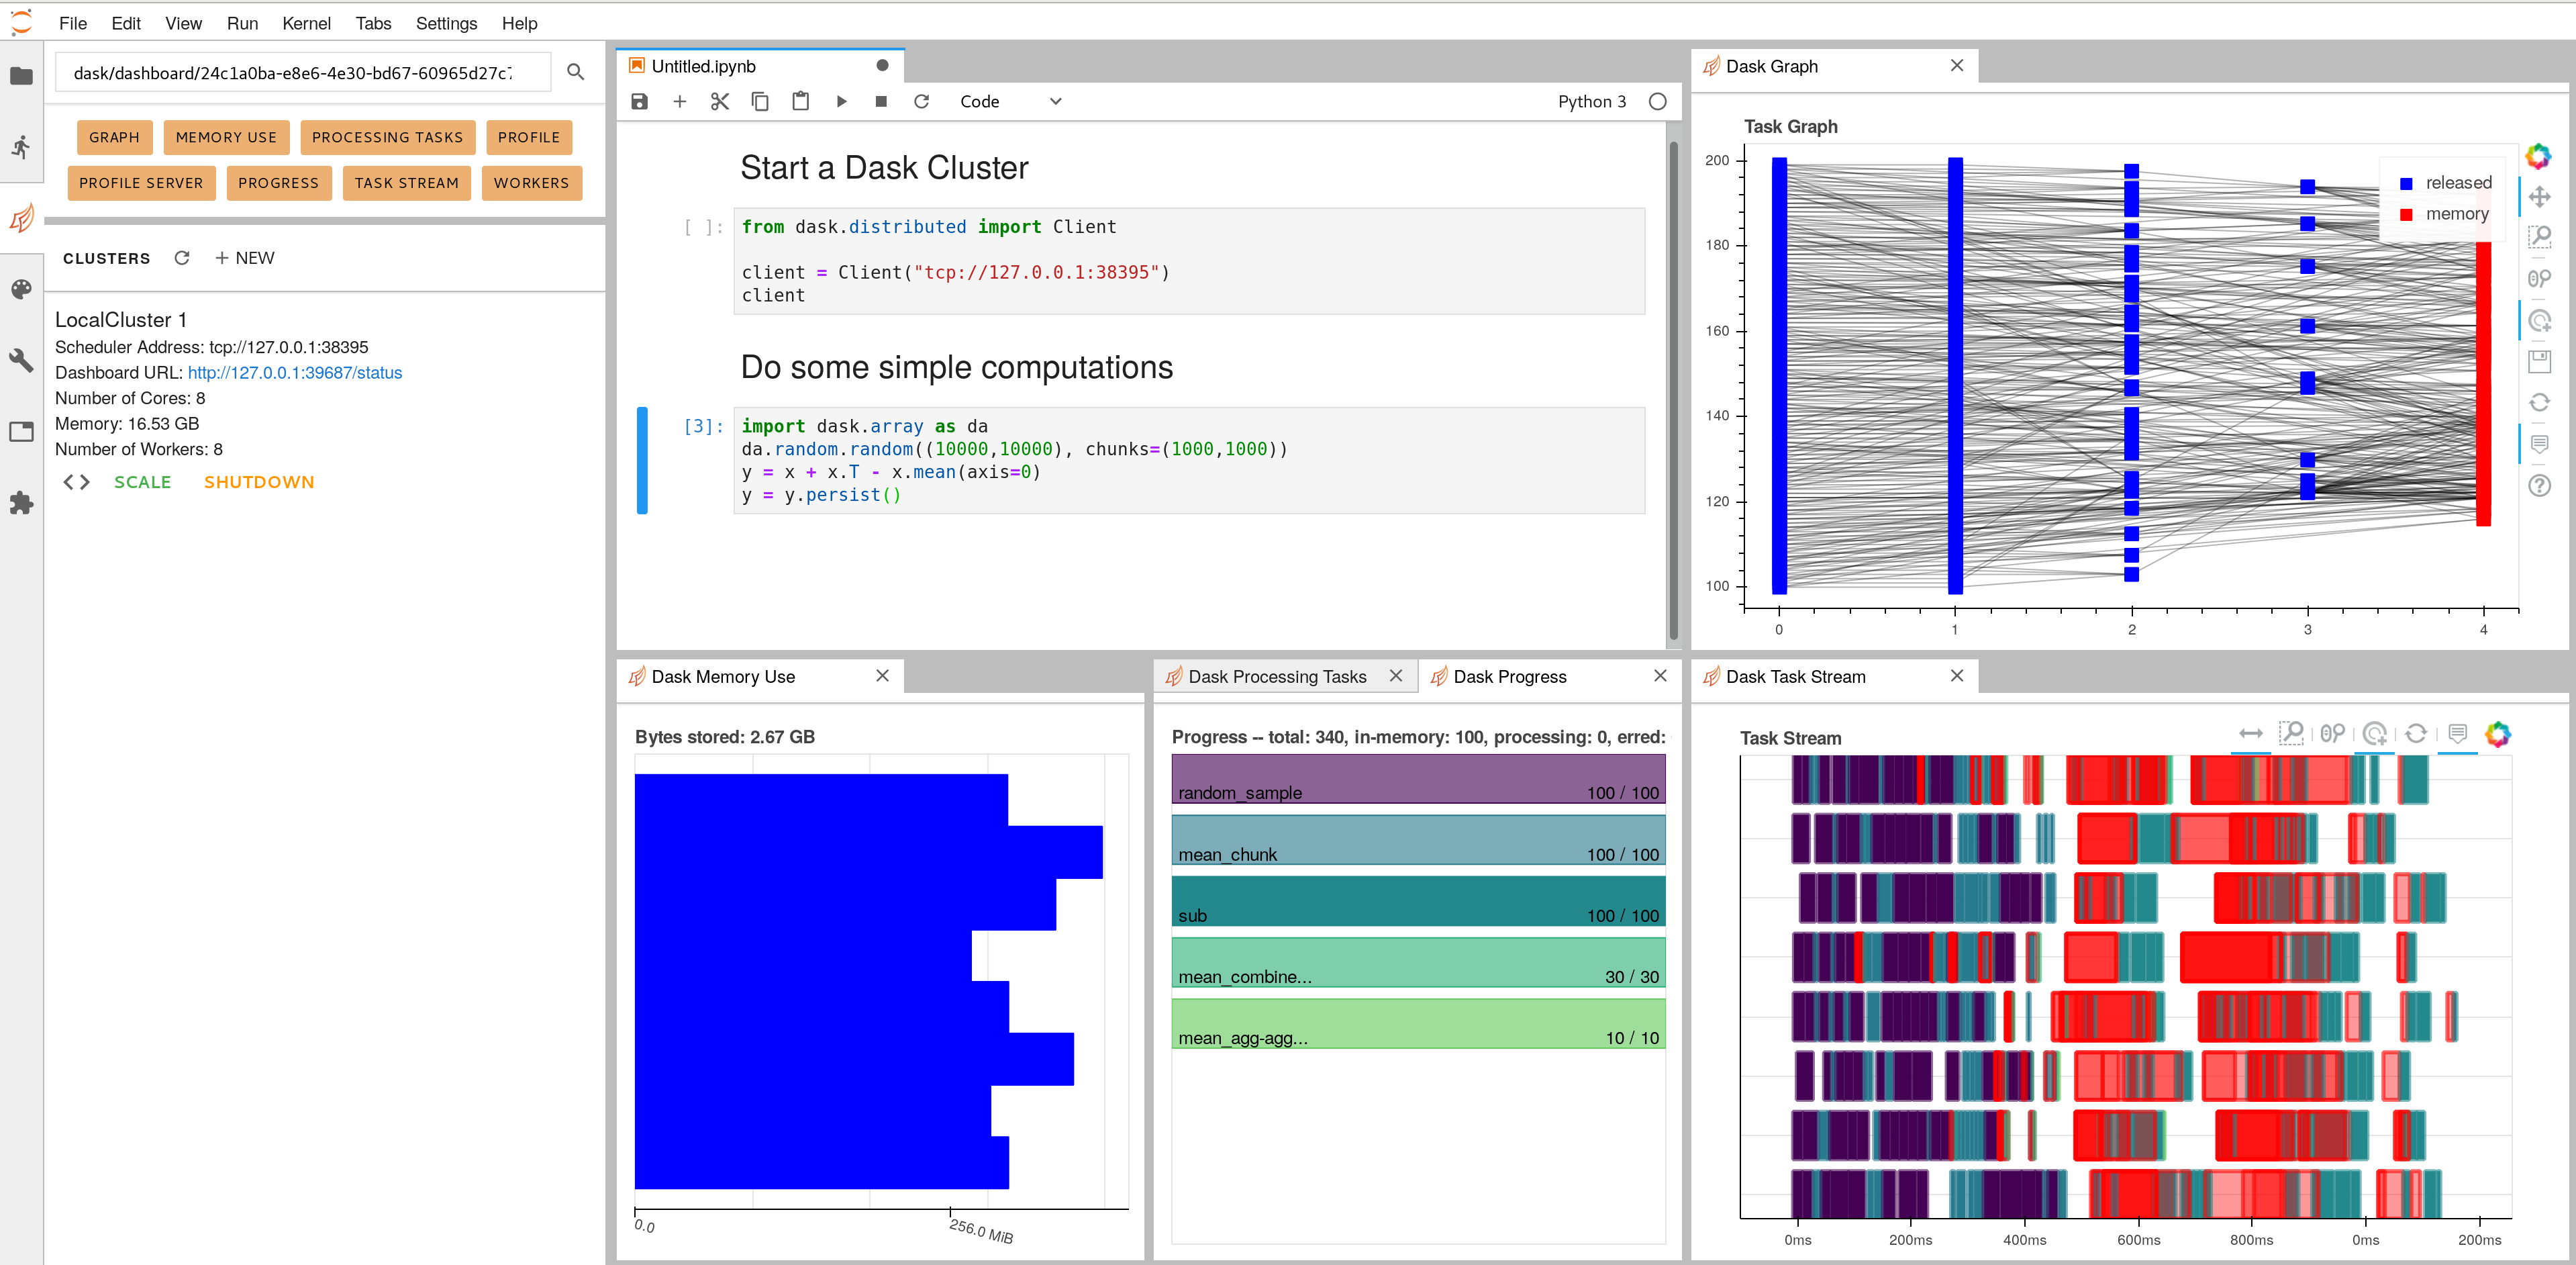 File Edit View Run Kernel Tabs Settings Help
dask/dashboard/24c1a0ba-e8e6-4e30-bd67-60965d27c7
GRAPH MEMORY USE PROCESSING TASKS PROFILE
PROFILE SERVER PROGRESS TASK STREAM WORKERS
CLUSTERS + NEW
LocalCluster 1
Scheduler Address: tcp://127.0.0.1:38395
Dashboard URL: http://127.0.0.1:39687/status
Number of Cores: 8
Memory: 16.53 GB
Number of Workers: 8
<> SCALE SHUTDOWN
Untitled.ipynb
Code Python 3
Start a Dask Cluster
[ ]: from dask.distributed import Client
client = Client("tcp://127.0.0.1:38395")
client
Do some simple computations
[3]: import dask.array as da
da.random.random((10000,10000), chunks=(1000,1000))
y = x + x.T - x.mean(axis=0)
y = y.persist()
Dask Graph
Task Graph
released
memory
200
180
160
140
120
100
0 1 2 3 4
Dask Memory Use
Bytes stored: 2.67 GB
0.0 256.0 MiB
Dask Processing Tasks Dask Progress
Progress -- total: 340, in-memory: 100, processing: 0, erred:
random_sample 100 / 100
mean_chunk 100 / 100
sub 100 / 100
mean_combine... 30 / 30
mean_agg-agg... 10 / 10
Dask Task Stream
Task Stream
0ms 200ms 400ms 600ms 800ms 0ms 200ms